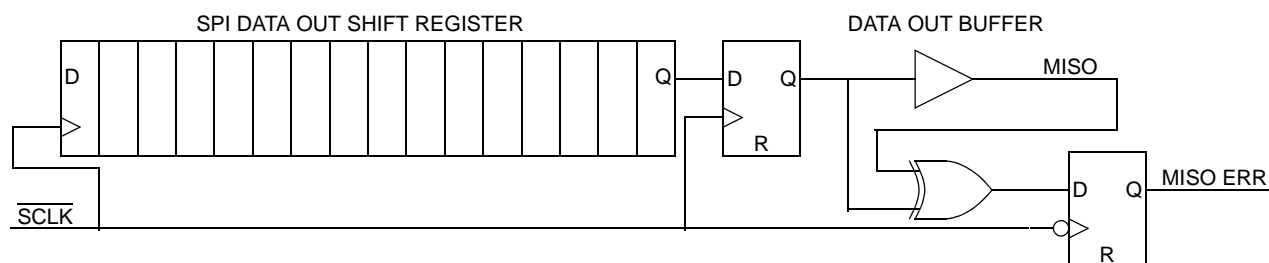 SPI DATA OUT SHIFT REGISTER
DATA OUT BUFFER
D
Q
D
Q
R
MISO
D
Q
R
MISO ERR
SCLK